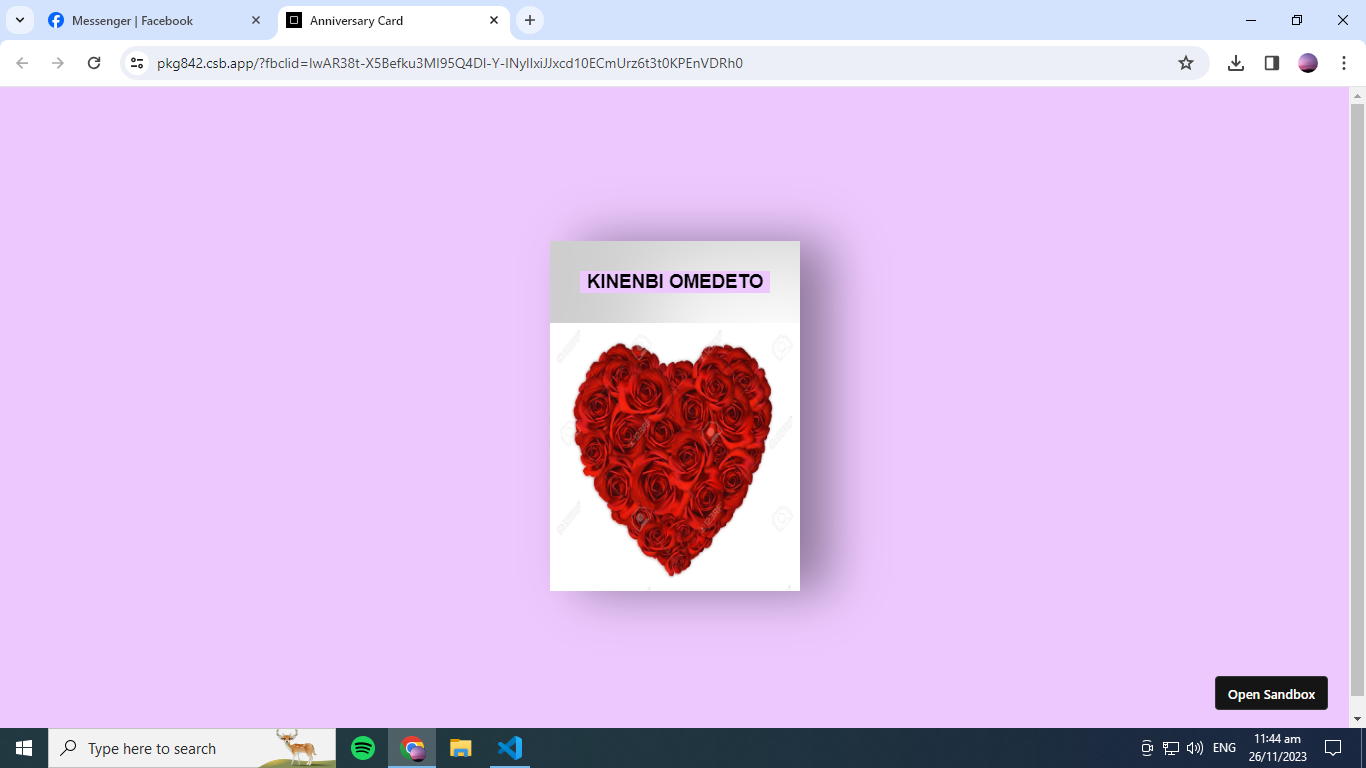 Messenger | Facebook
Anniversary Card
pkg842.csb.app/?fbclid=IwAR38t-X5Befku3MI95Q4DI-Y-INyIIxiJJxcd10ECmUrz6t3t0KPEnVDRh0
KINENBI OMEDETO
Open Sandbox
Type here to search
ENG
11:44 am
26/11/2023